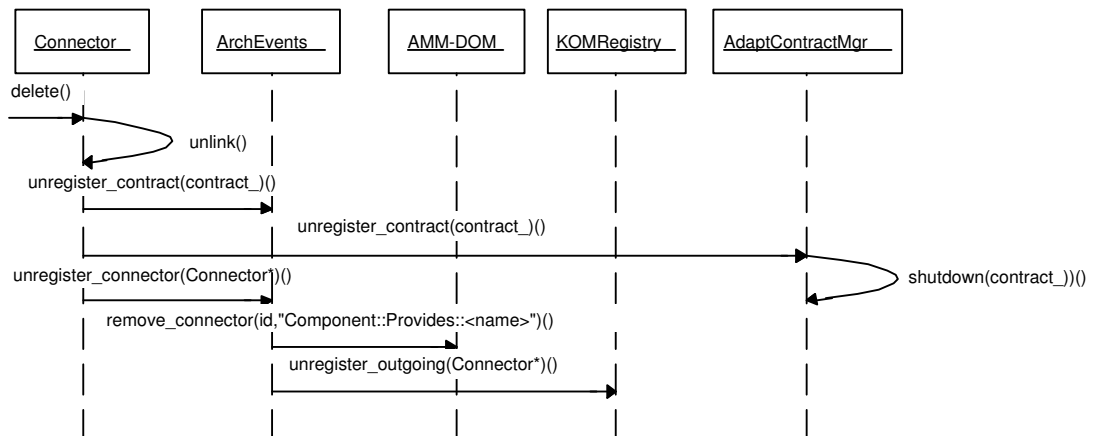 Connector
ArchEvents
AMM-DOM
KOMRegistry
AdaptContractMgr
delete()
unlink()
unregister_contract(contract_)()
unregister_contract(contract_)()
unregister_connector(Connector*)()
shutdown(contract_))()
remove_connector(id,"Component::Provides::<name>")()
unregister_outgoing(Connector*)()